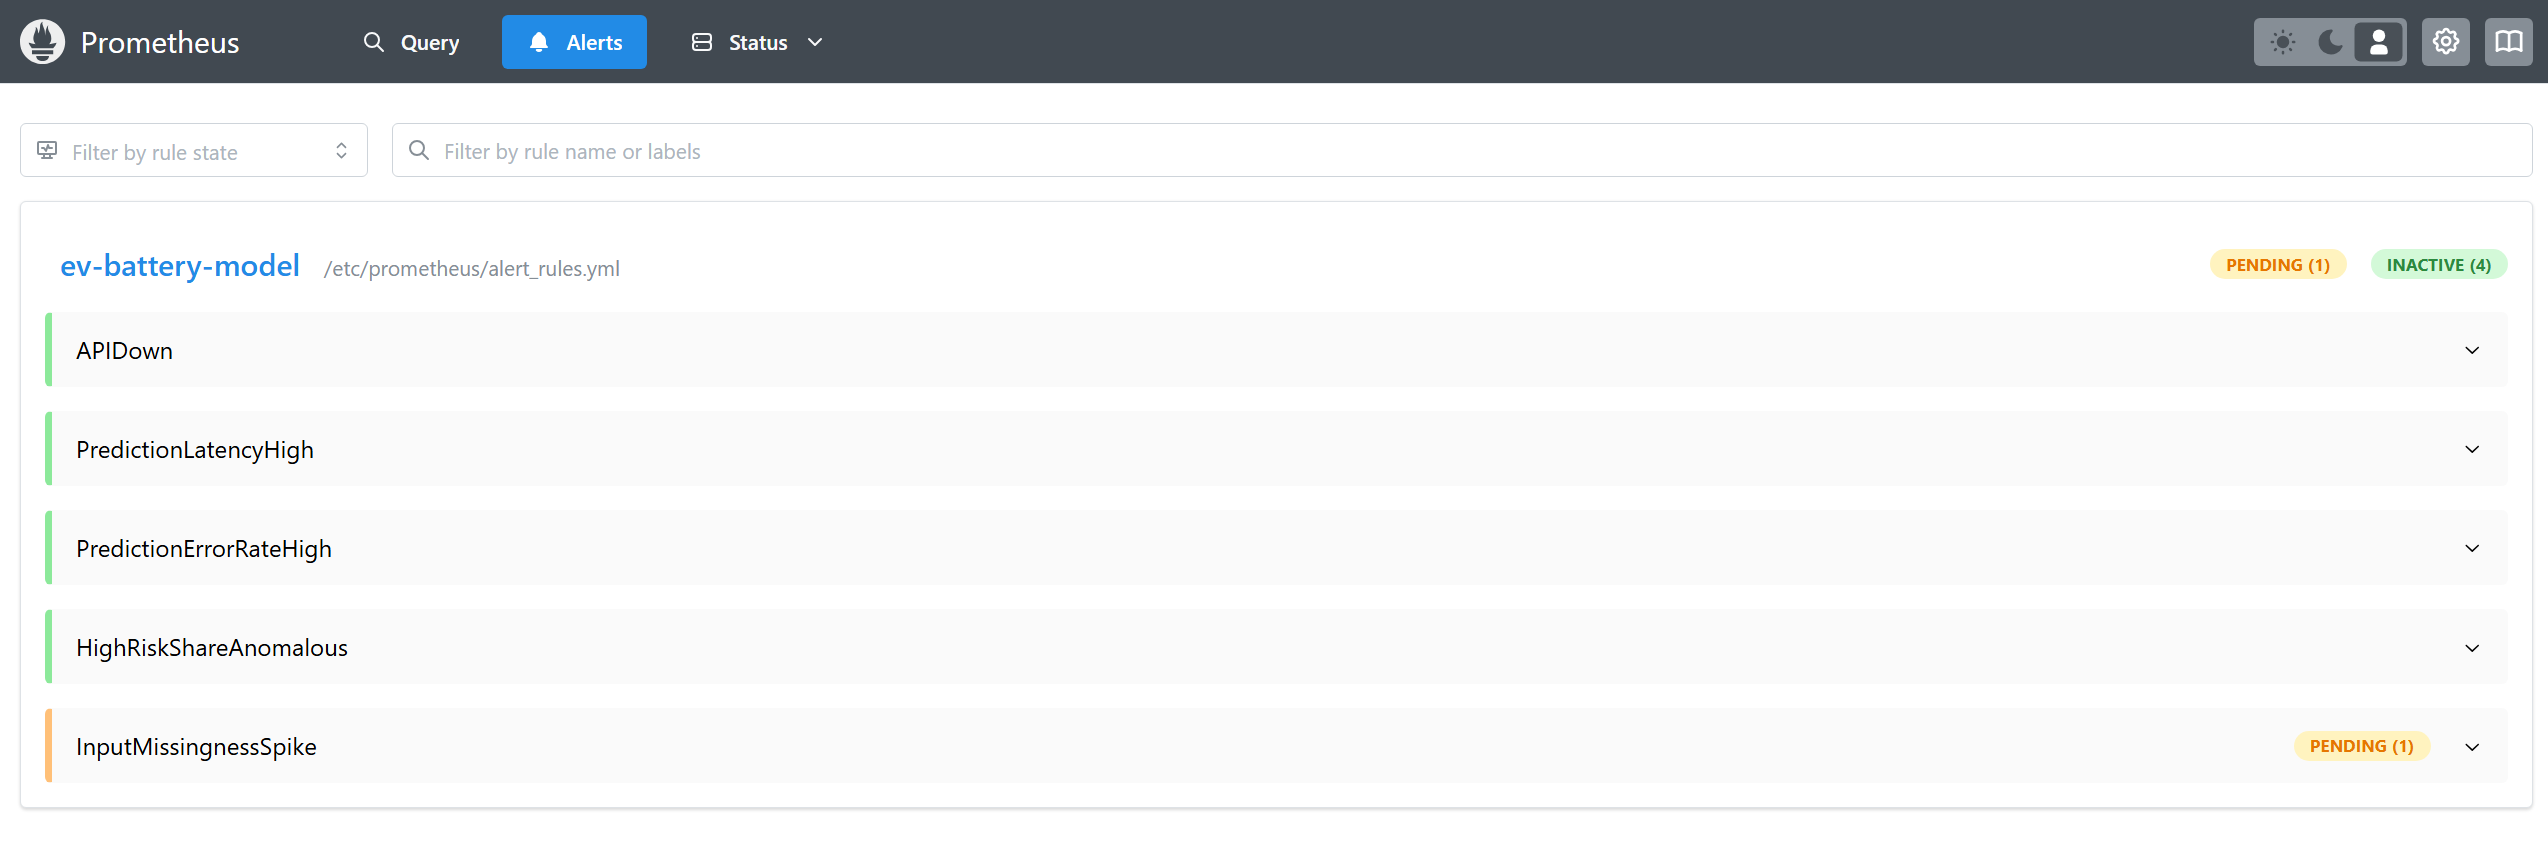 Prometheus
Query
Alerts
Status
Filter by rule state
Filter by rule name or labels
ev-battery-model /etc/prometheus/alert_rules.yml PENDING (1) INACTIVE (4)
APIDown
PredictionLatencyHigh
PredictionErrorRateHigh
HighRiskShareAnomalous
InputMissingnessSpike PENDING (1)